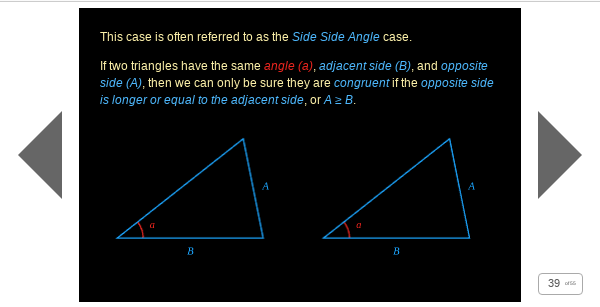 This case is often referred to as the Side Side Angle case.
If two triangles have the same angle (a), adjacent side (B), and opposite
side (A), then we can only be sure they are congruent if the opposite side
is longer or equal to the adjacent side, or A ≥ B.
A
A
a
a
B
B
39 of 55